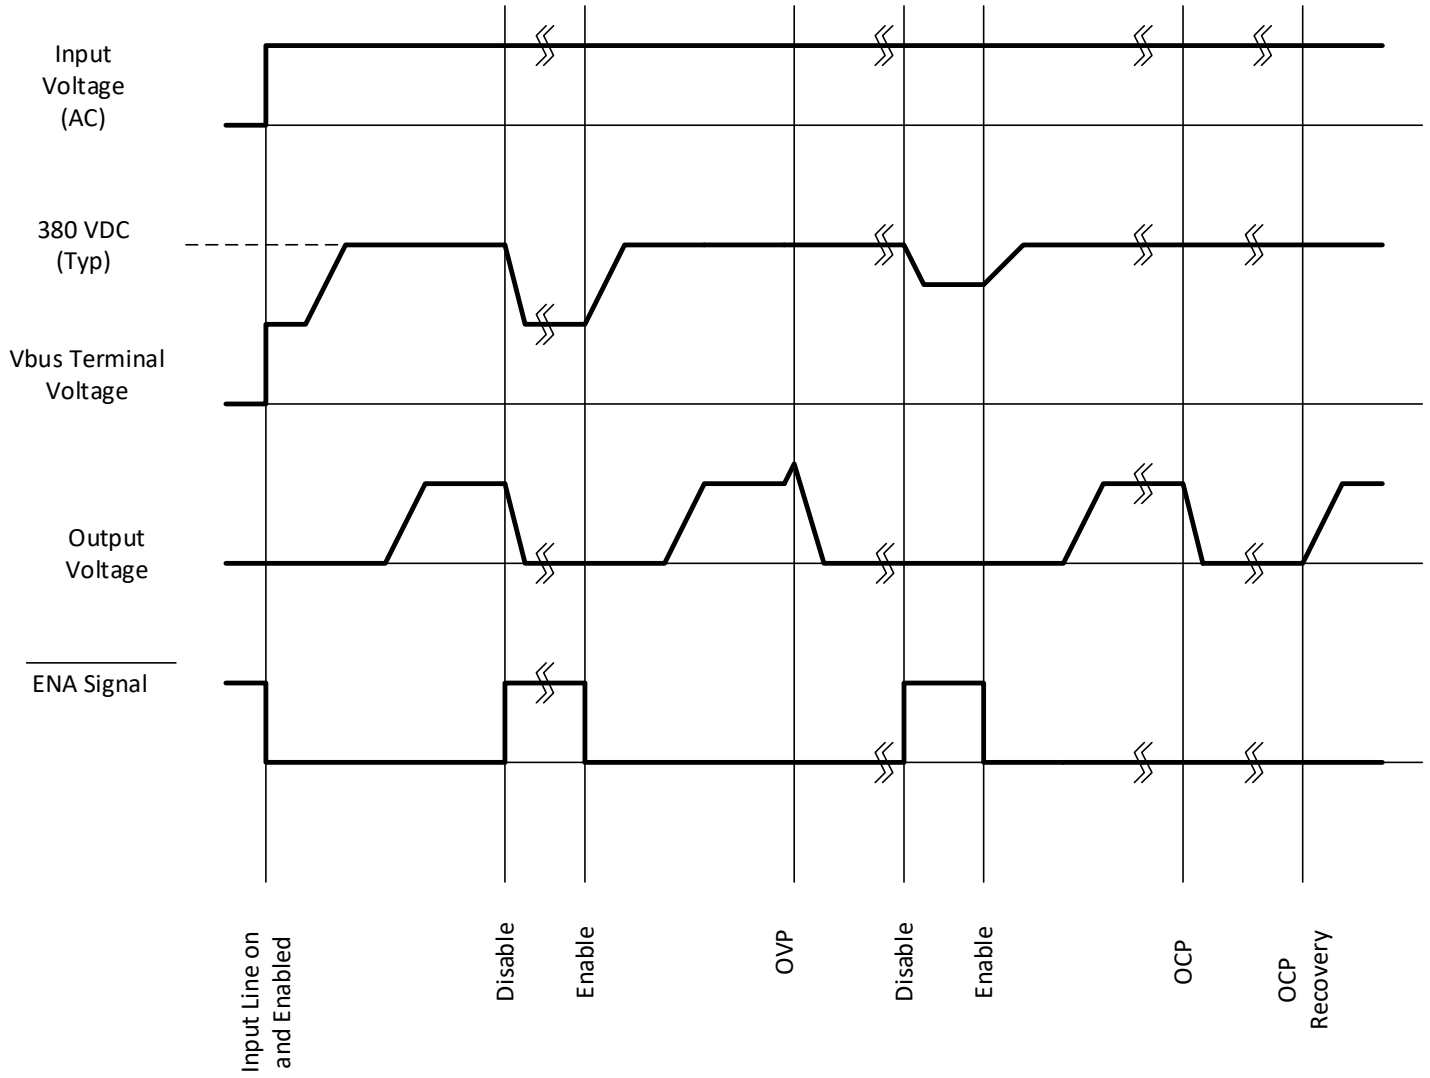 Input
Voltage
(AC)
380 VDC
(Typ)
Vbus Terminal
Voltage
Output
Voltage
ENA Signal
Input Line on
and Enabled
Disable
Enable
OVP
Disable
Enable
OCP
OCP
Recovery